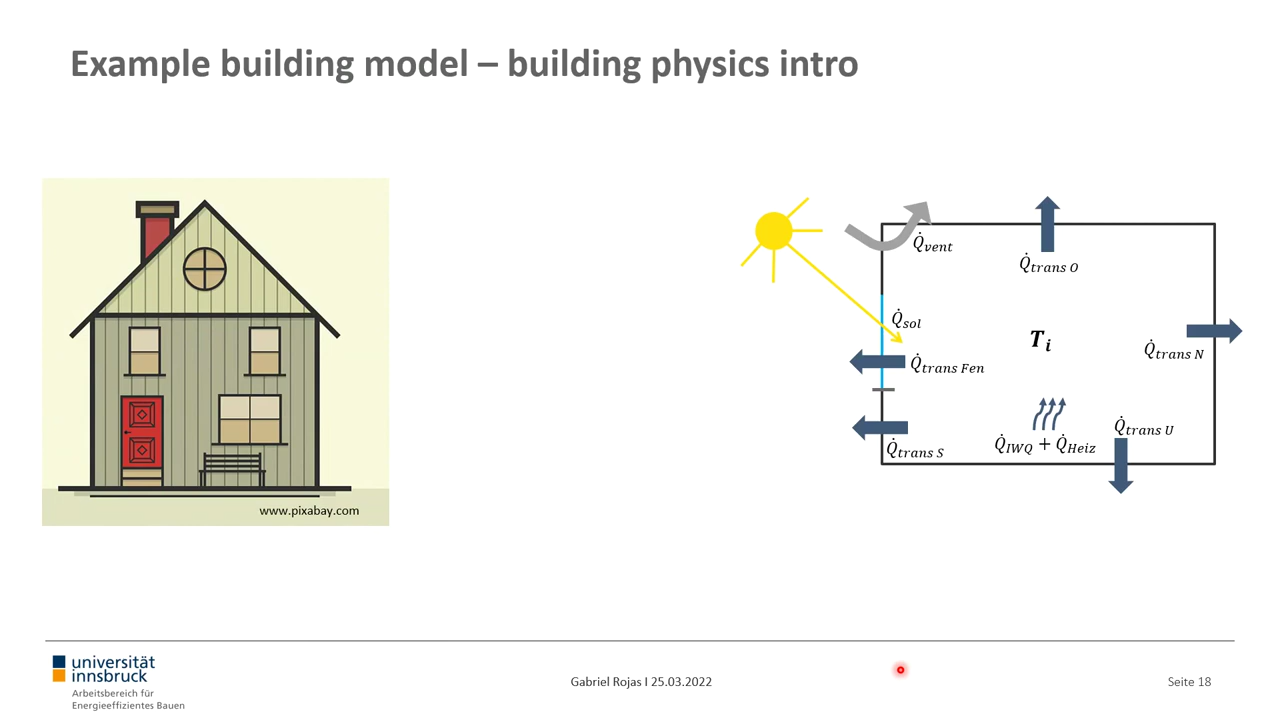 Example building model – building physics intro
www.pixabay.com
Q̇vent
Q̇trans O
Q̇sol
Ti
Q̇trans Fen
Q̇trans N
Q̇trans U
Q̇IWQ + Q̇Heiz
Q̇trans S
universität
innsbruck
Arbeitsbereich für
Energieeffizientes Bauen
Gabriel Rojas I 25.03.2022
Seite 18